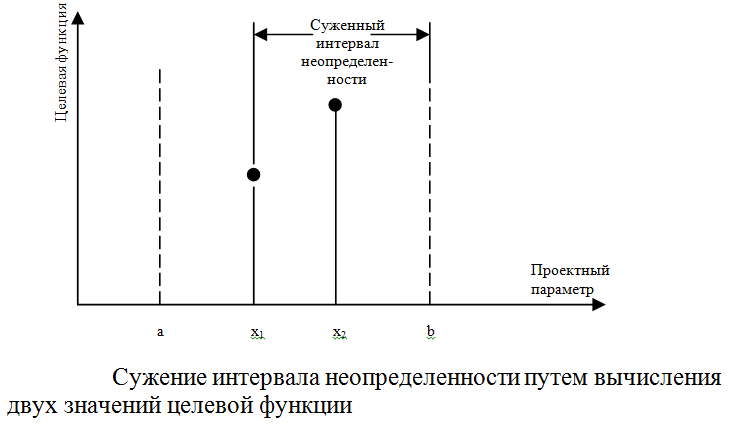 Целевая функция
Суженный
интервал
неопределен-
ности
Проектный
параметр
a
x₁
x₂
b
Сужение интервала неопределенности путем вычисления
двух значений целевой функции